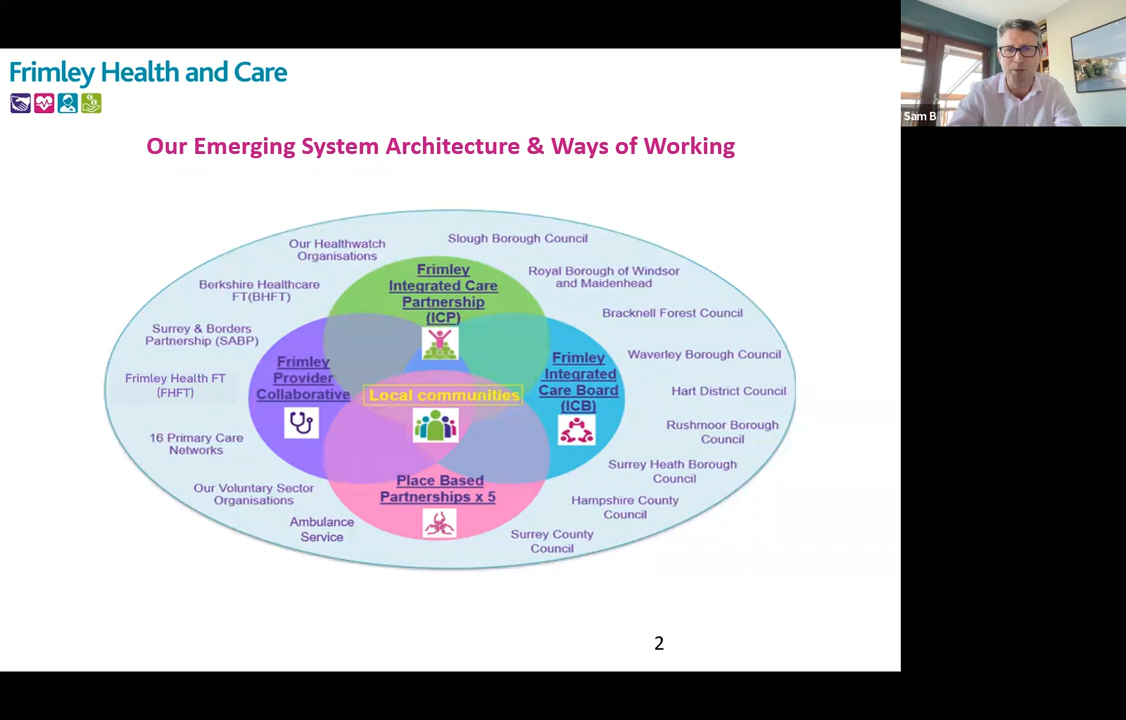 Frimley Health and Care
Sam B
Our Emerging System Architecture & Ways of Working
Our Healthwatch
Organisations
Slough Borough Council
Berkshire Healthcare
FT(BHFT)
Frimley
Integrated Care
Partnership
(ICP)
Royal Borough of Windsor
and Maidenhead
Bracknell Forest Council
Surrey & Borders
Partnership (SABP)
Waverley Borough Council
Frimley
Provider
Collaborative
Frimley
Integrated
Care Board
(ICB)
Frimley Health FT
(FHFT)
Local communities
Hart District Council
Rushmoor Borough
Council
16 Primary Care
Networks
Surrey Heath Borough
Council
Our Voluntary Sector
Organisations
Place Based
Partnerships x 5
Hampshire County
Council
Ambulance
Service
Surrey County
Council
2